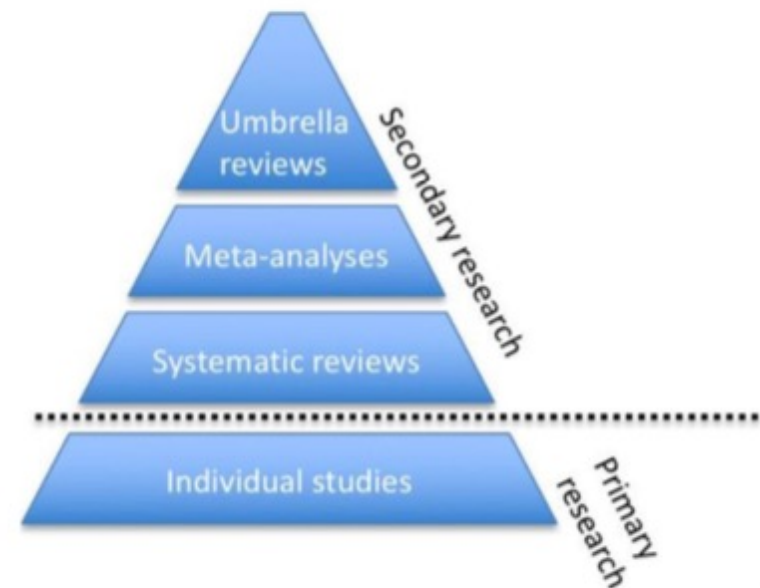 Umbrella
reviews
Secondary research
Meta-analyses
Systematic reviews
Individual studies
Primary
research